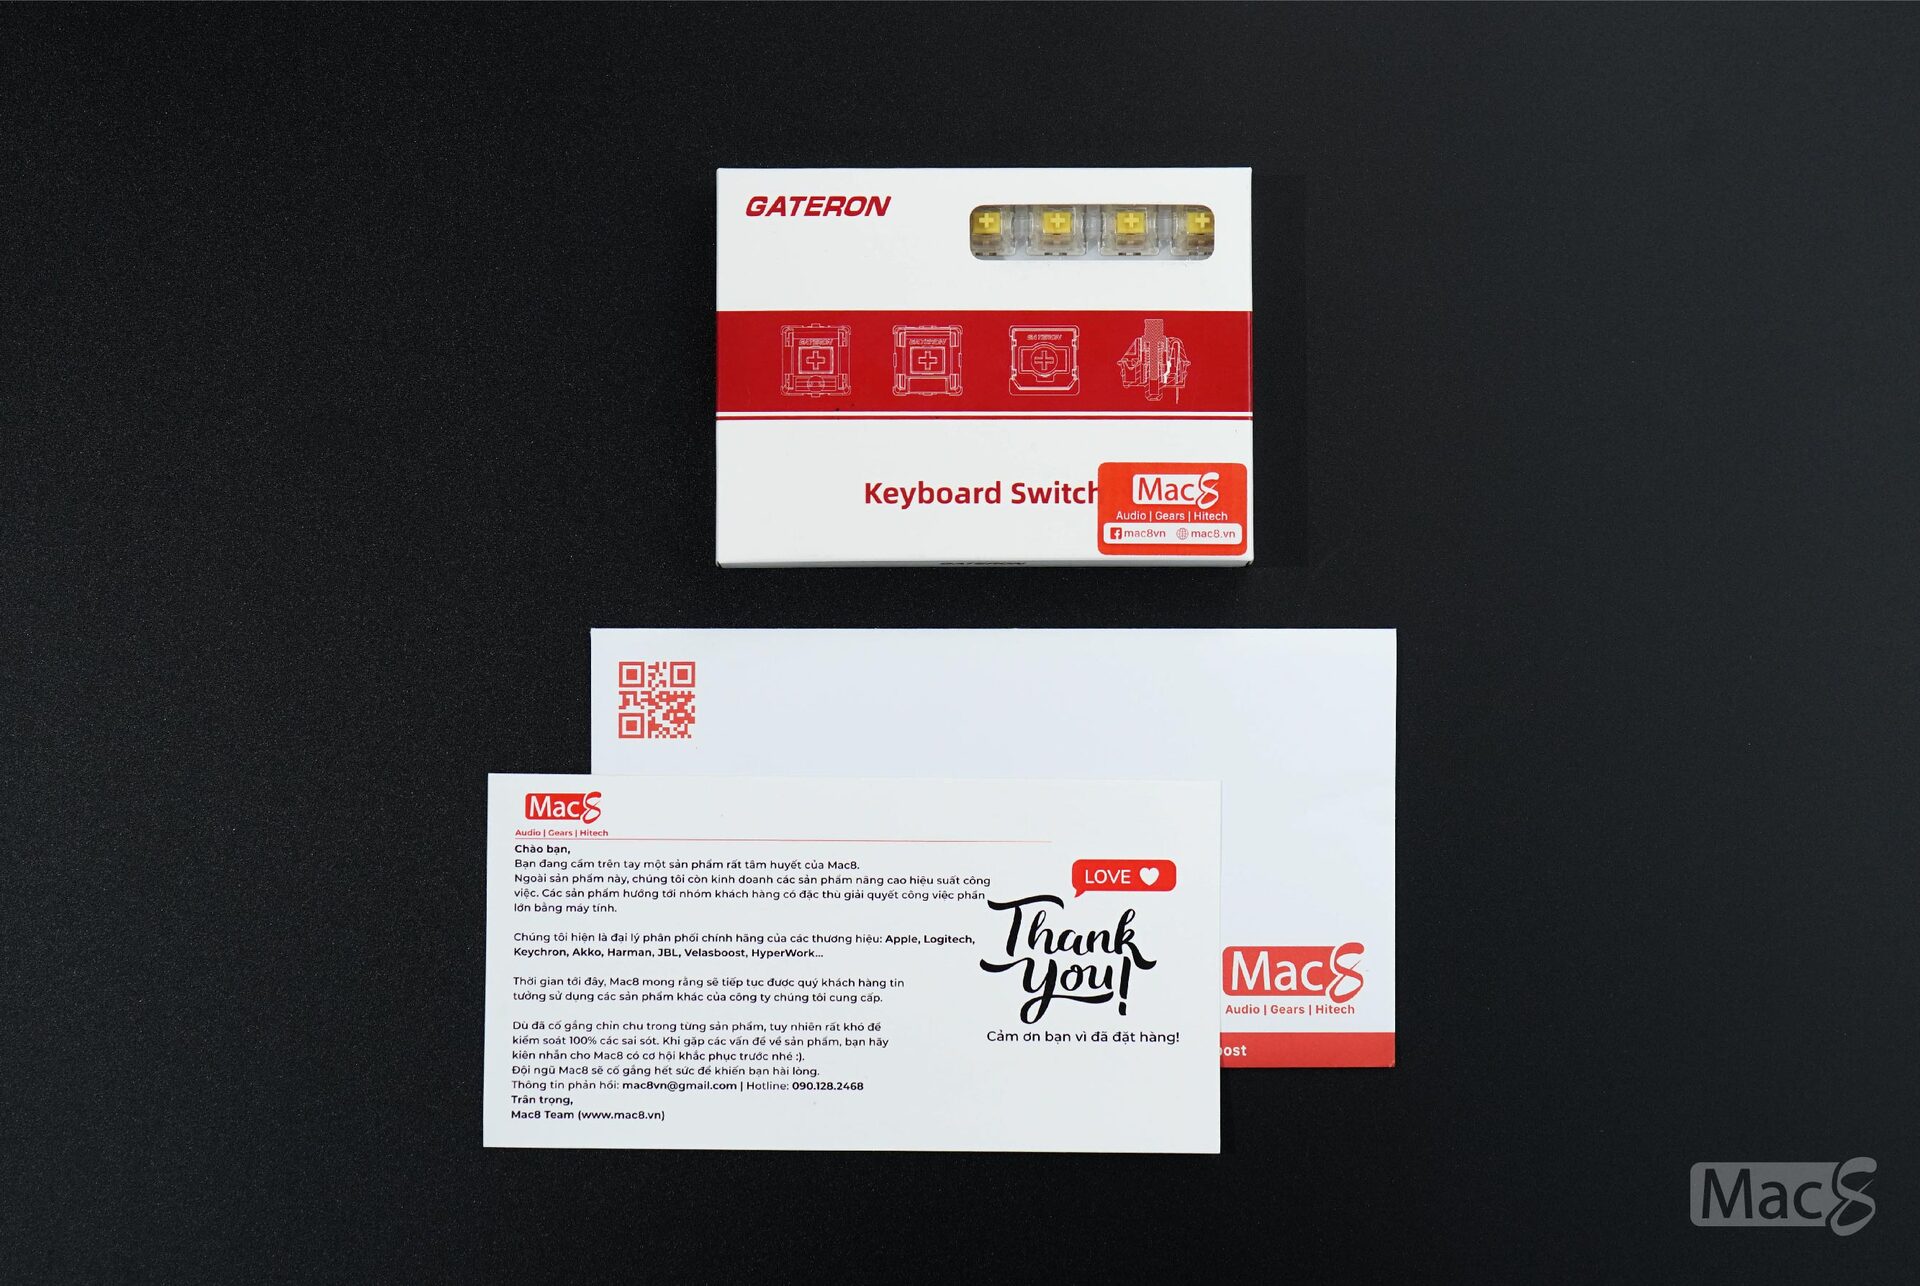 GATERON
GATERON
GATERON
GATERON
Keyboard Switch
Mac8
Audio | Gears | Hitech
mac8vn mac8.vn
GATERON
Mac8
Audio | Gears | Hitech
Chào bạn,
Bạn đang cầm trên tay một sản phẩm rất tâm huyết của Mac8.
Ngoài sản phẩm này, chúng tôi còn kinh doanh các sản phẩm nâng cao hiệu suất công
việc. Các sản phẩm hướng tới nhóm khách hàng có đặc thù giải quyết công việc phần
lớn bằng máy tính.
Chúng tôi hiện là đại lý phân phối chính hãng của các thương hiệu: Apple, Logitech,
Keychron, Akko, Harman, JBL, Velasboost, HyperWork...
Thời gian tới đây, Mac8 mong rằng sẽ tiếp tục được quý khách hàng tin
tưởng sử dụng các sản phẩm khác của công ty chúng tôi cung cấp.
Dù đã cố gắng chỉn chu trong từng sản phẩm, tuy nhiên rất khó để
kiểm soát 100% các sai sót. Khi gặp các vấn đề về sản phẩm, bạn hãy
kiên nhẫn cho Mac8 có cơ hội khắc phục trước nhé :).
Đội ngũ Mac8 sẽ cố gắng hết sức để khiến bạn hài lòng.
Thông tin phản hồi: mac8vn@gmail.com | Hotline: 090.128.2468
Trân trọng,
Mac8 Team (www.mac8.vn)
LOVE
Thank
You!
Cảm ơn bạn vì đã đặt hàng!
Mac8
Audio | Gears | Hitech
Mac8